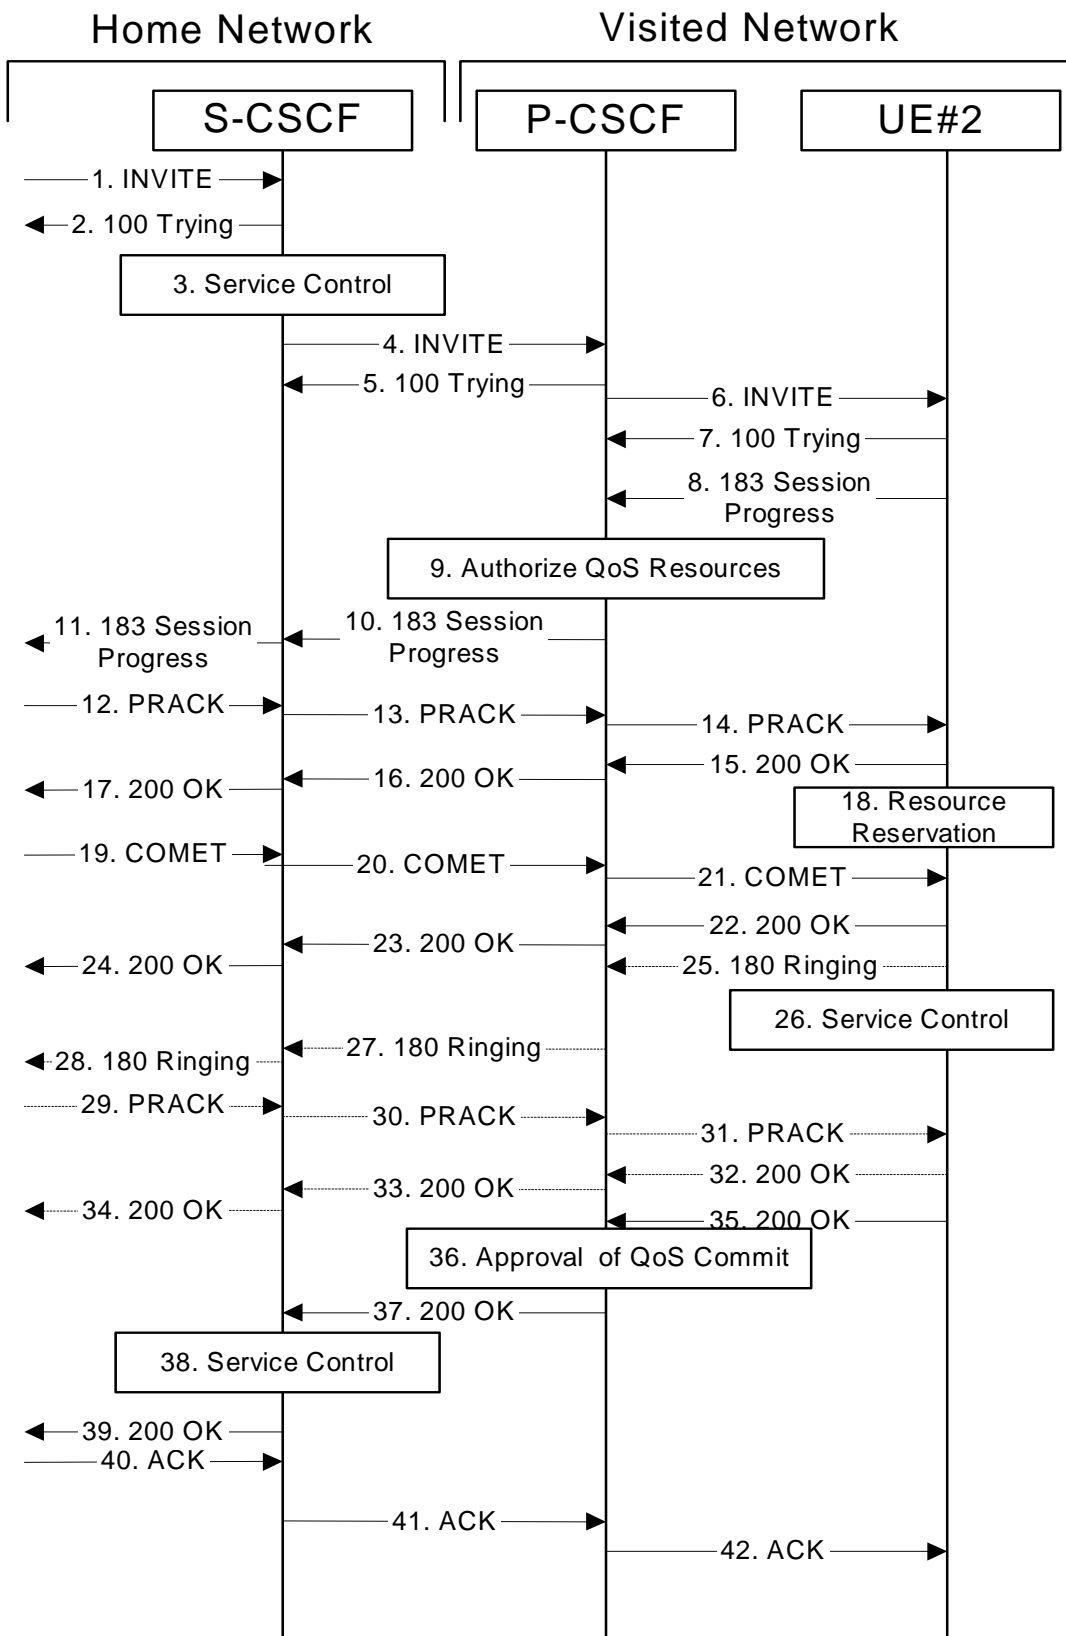 Home Network
Visited Network
S-CSCF
P-CSCF
UE#2
1. INVITE
2. 100 Trying
3. Service Control
4. INVITE
5. 100 Trying
6. INVITE
7. 100 Trying
8. 183 Session
Progress
9. Authorize QoS Resources
10. 183 Session
Progress
11. 183 Session
Progress
12. PRACK
13. PRACK
14. PRACK
15. 200 OK
16. 200 OK
17. 200 OK
18. Resource
Reservation
19. COMET
20. COMET
21. COMET
22. 200 OK
23. 200 OK
24. 200 OK
25. 180 Ringing
26. Service Control
27. 180 Ringing
28. 180 Ringing
29. PRACK
30. PRACK
31. PRACK
32. 200 OK
33. 200 OK
34. 200 OK
35. 200 OK
36. Approval of QoS Commit
37. 200 OK
38. Service Control
39. 200 OK
40. ACK
41. ACK
42. ACK